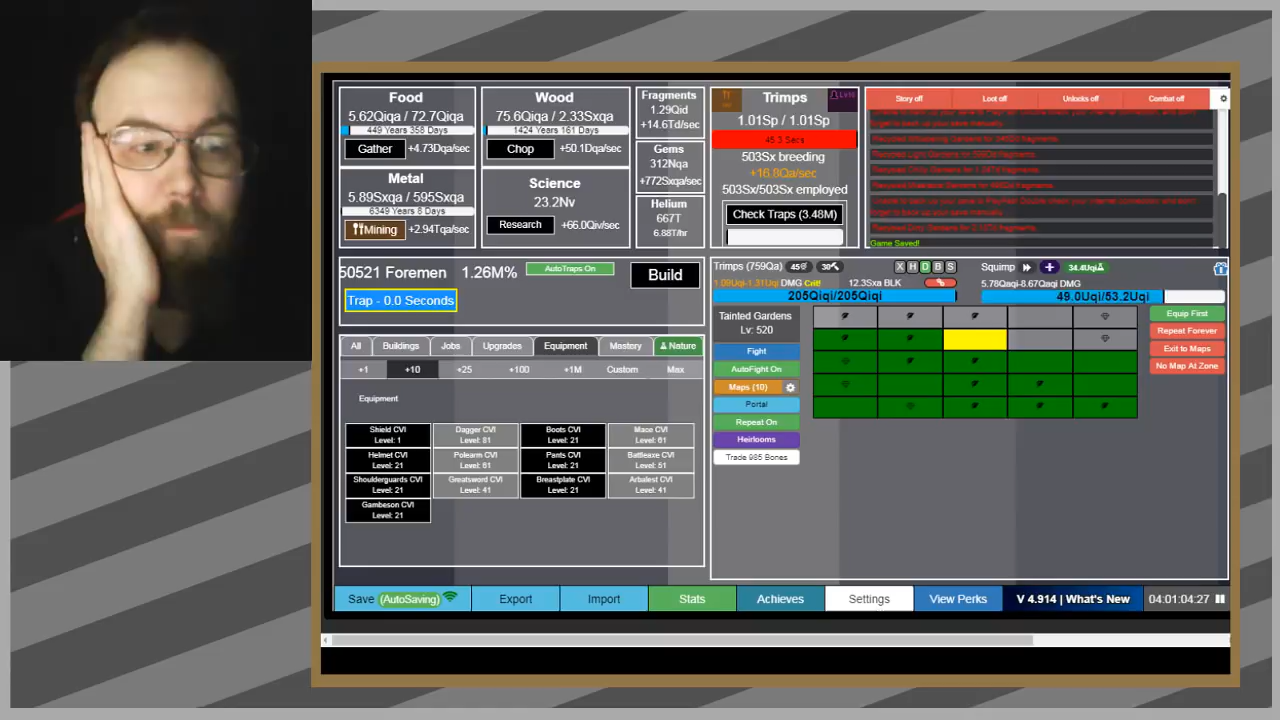 Food
5.62Qiqa / 72.7Qiqa
449 Years 358 Days
Gather
+4.73Dqa/sec
Wood
75.6Qiqa / 2.33Sxqa
1424 Years 161 Days
Chop
+50.1Dqa/sec
Metal
5.89Sxqa / 595Sxqa
6349 Years 8 Days
Mining
+2.94Tqa/sec
Science
23.2Nv
Research
+66.0Qiv/sec
Fragments
1.29Qid
+14.6Td/sec
Gems
312Nqa
+772Sxqa/sec
Helium
667T
6.88T/hr
Trimps
1.01Sp / 1.01Sp
45.3 Secs
503Sx breeding
+16.8Qa/sec
503Sx/503Sx employed
Check Traps (3.48M)
Story off
Loot off
Unlocks off
Combat off
Game Saved!
50521 Foremen
1.26M%
AutoTraps On
Build
Trap - 0.0 Seconds
All
Buildings
Jobs
Upgrades
Equipment
Mastery
Nature
+1
+10
+25
+100
+1M
Custom
Max
Equipment
Shield CVI
Level: 1
Dagger CVI
Level: 81
Boots CVI
Level: 21
Mace CVI
Level: 61
Helmet CVI
Level: 21
Polearm CVI
Level: 61
Pants CVI
Level: 21
Battleaxe CVI
Level: 51
Shoulderguards CVI
Level: 21
Greatsword CVI
Level: 41
Breastplate CVI
Level: 21
Arbalest CVI
Level: 41
Gambeson CVI
Level: 21
Trimps (759Qa)
45
30
X H D B S
1.09Uqi-1.31Uqi DMG Crit!
12.3Sxa BLK
205Qiqi/205Qiqi
Squimp
34.4Uqi
5.78Qaqi-8.67Qaqi DMG
49.0Uqi/53.2Uqi
Tainted Gardens
Lv: 520
Fight
AutoFight On
Maps (10)
Portal
Repeat On
Heirlooms
Trade 985 Bones
Equip First
Repeat Forever
Exit to Maps
No Map At Zone
Save (AutoSaving)
Export
Import
Stats
Achieves
Settings
View Perks
V 4.914 | What's New
04:01:04:27